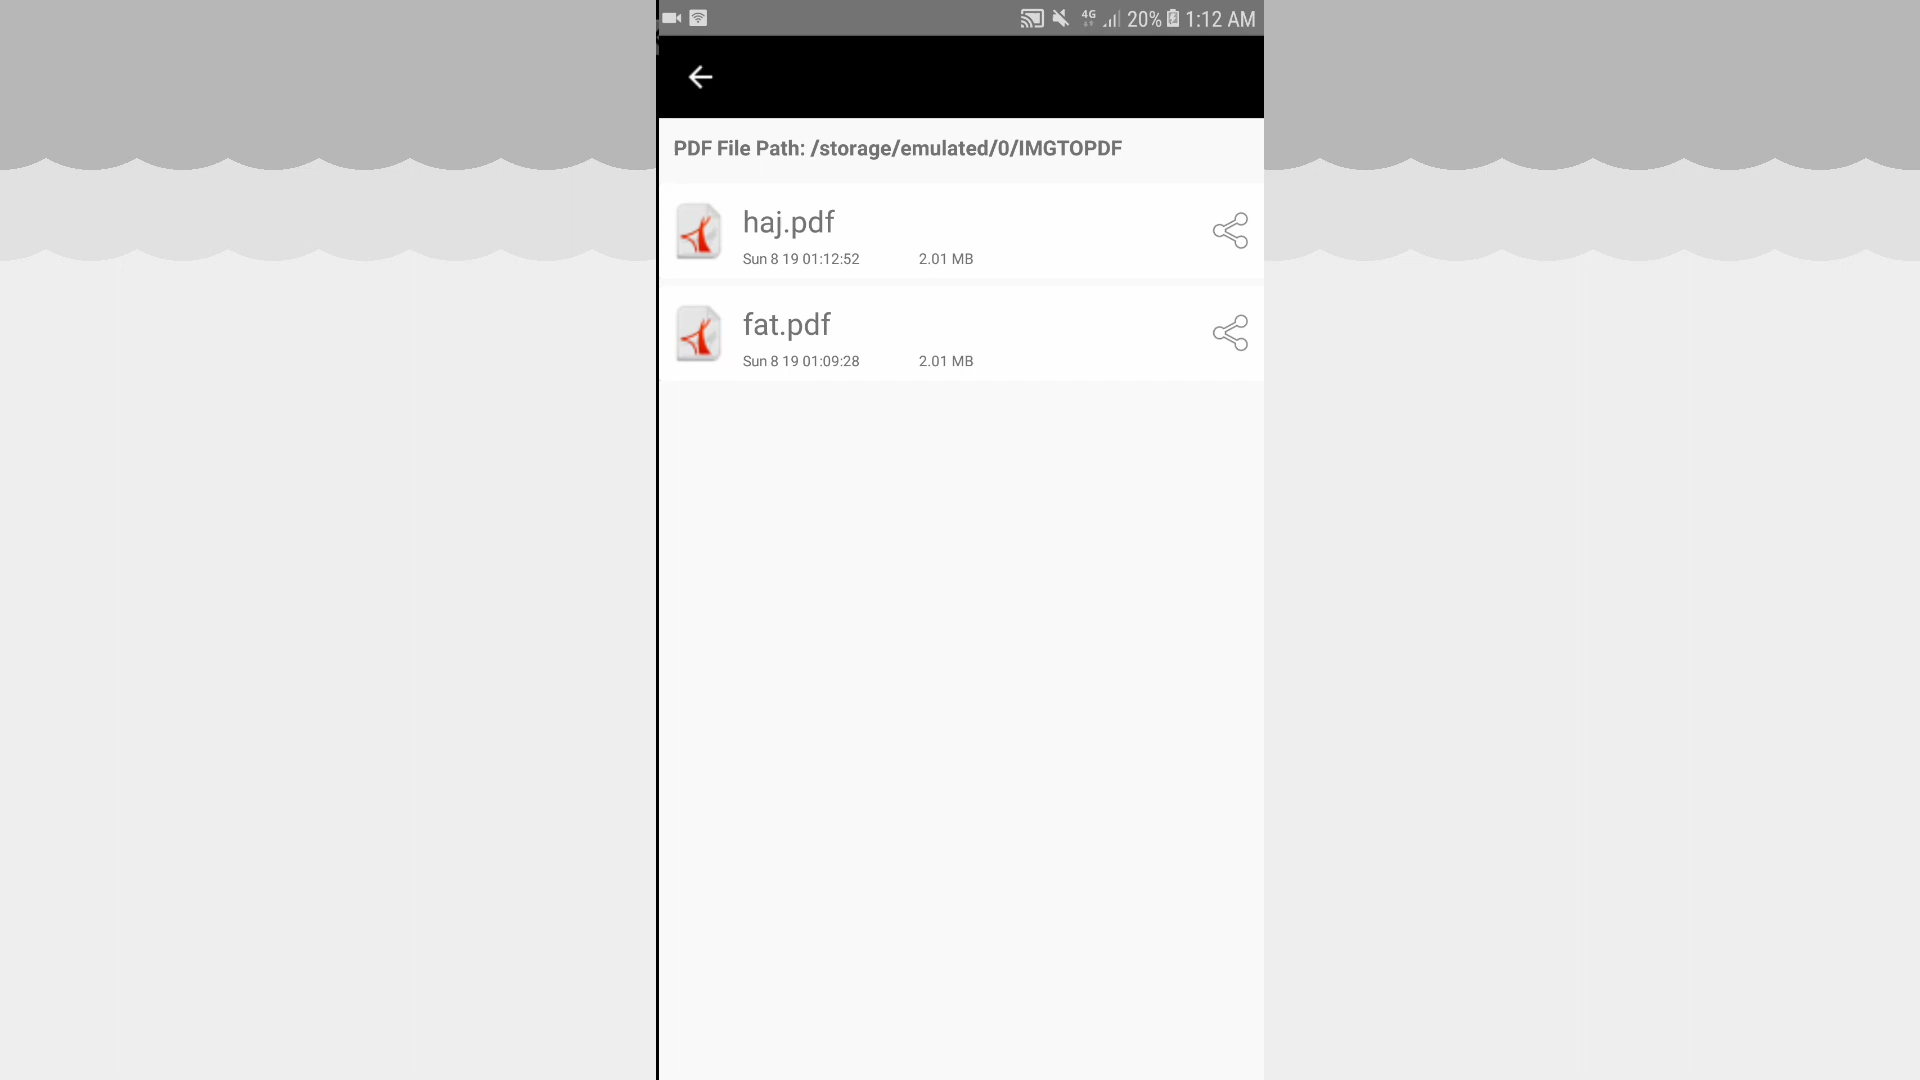 4G 20% 1:12 AM
PDF File Path: /storage/emulated/0/IMGTOPDF
haj.pdf
Sun 8 19 01:12:52 2.01 MB
fat.pdf
Sun 8 19 01:09:28 2.01 MB